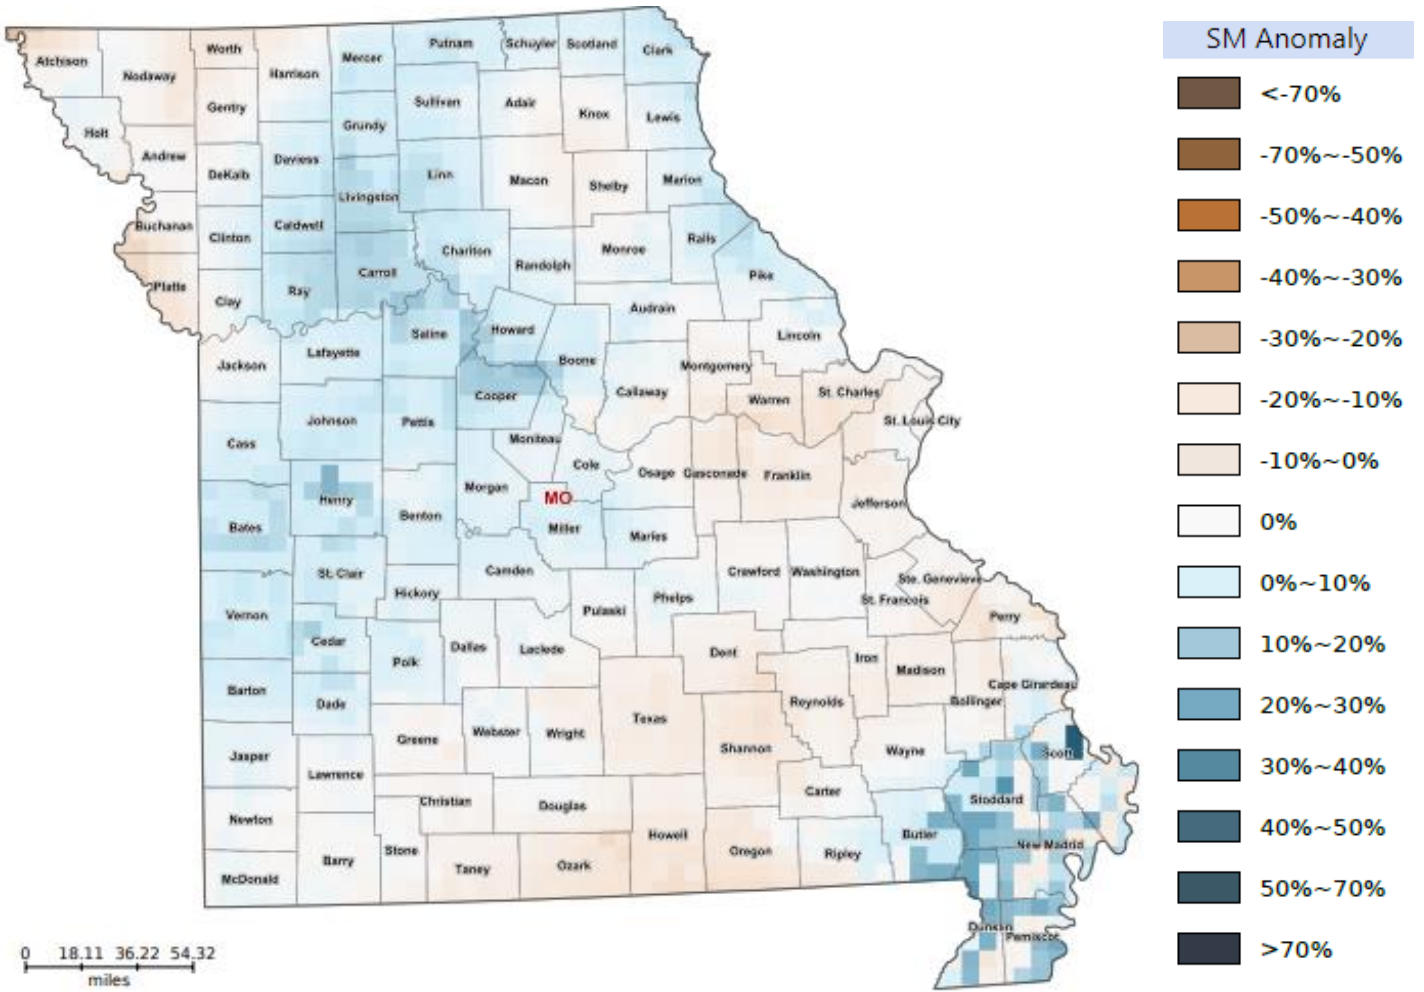 SM Anomaly
<-70%
-70%~-50%
-50%~-40%
-40%~-30%
-30%~-20%
-20%~-10%
-10%~0%
0%
0%~10%
10%~20%
20%~30%
30%~40%
40%~50%
50%~70%
>70%
Atchison
Nodaway
Worth
Harrison
Mercer
Putnam
Schuyler
Scotland
Clark
Holt
Gentry
Grundy
Sullivan
Adair
Knox
Lewis
Andrew
DeKalb
Daviess
Livingston
Linn
Macon
Shelby
Marion
Buchanan
Clinton
Caldwell
Chariton
Randolph
Monroe
Ralls
Pike
Platte
Clay
Ray
Carroll
Audrain
Lincoln
Jackson
Lafayette
Saline
Howard
Boone
Callaway
Montgomery
Warren
St. Charles
St. Louis City
Cass
Johnson
Pettis
Cooper
Moniteau
Cole
Osage
Gasconade
Franklin
Jefferson
Bates
Henry
Benton
Morgan
MO
Miller
Maries
Vernon
St. Clair
Hickory
Camden
Pulaski
Phelps
Crawford
Washington
St. Francois
Ste. Genevieve
Perry
Barton
Cedar
Polk
Dallas
Laclede
Dent
Iron
Madison
Cape Girardeau
Bollinger
Dade
Jasper
Lawrence
Greene
Webster
Wright
Texas
Shannon
Reynolds
Wayne
Scott
Newton
Christian
Douglas
Carter
Stoddard
McDonald
Barry
Stone
Taney
Ozark
Howell
Oregon
Ripley
Butler
New Madrid
Dunklin
Pemiscot
0 18.11 36.22 54.32
miles